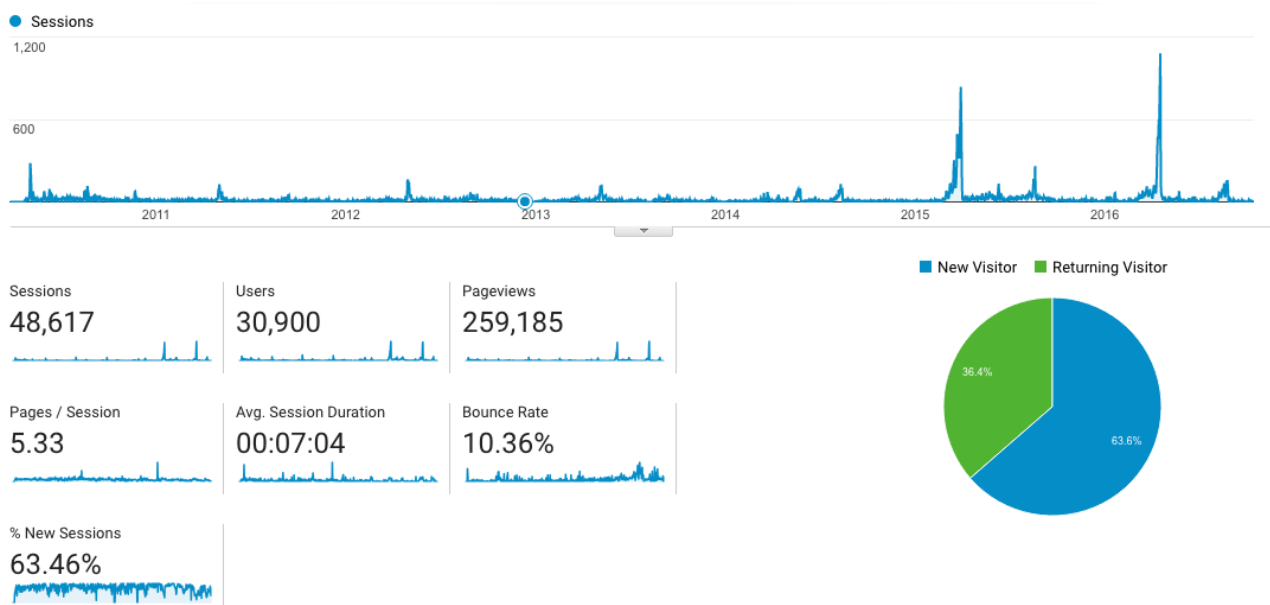 Sessions
1,200
600
2011 2012 2013 2014 2015 2016
New Visitor Returning Visitor
Sessions Users Pageviews
48,617 30,900 259,185
36.4%
63.6%
Pages / Session Avg. Session Duration Bounce Rate
5.33 00:07:04 10.36%
% New Sessions
63.46%